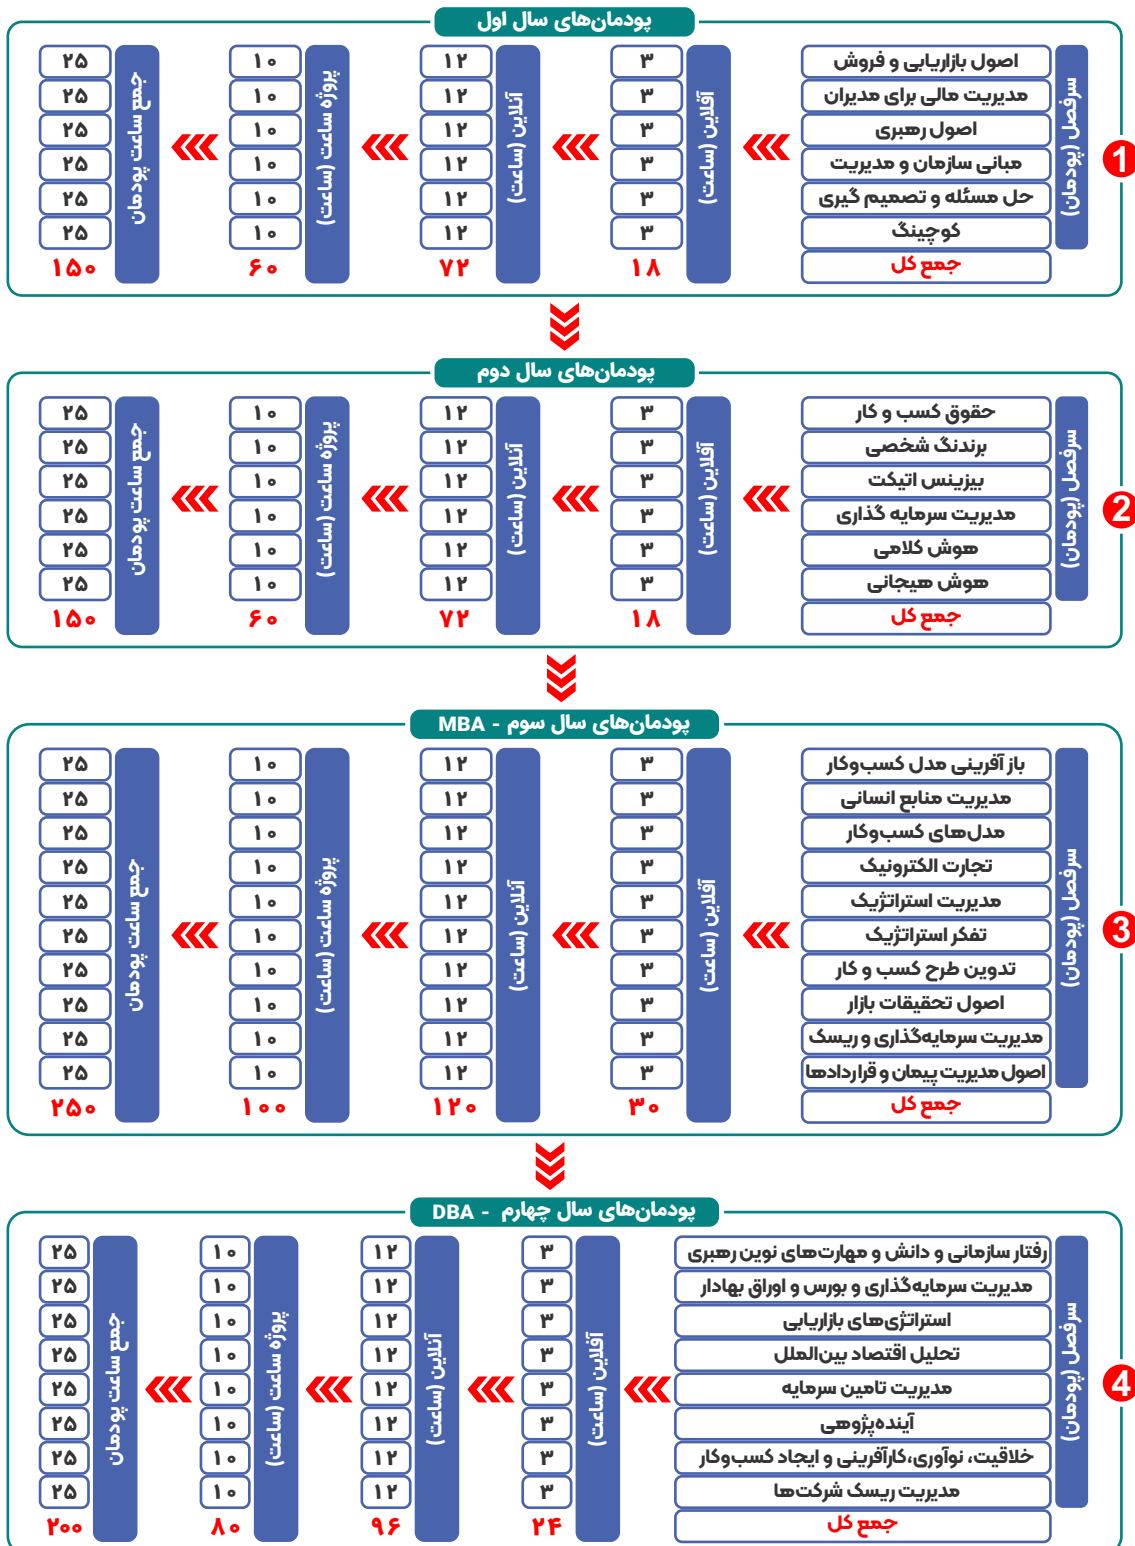 پودمان‌های سال اول
1
سرفصل (پودمان) آفلاین (ساعت) آنلاین (ساعت) پروژه ساعت (ساعت) جمع ساعت پودمان
اصول بازاریابی و فروش ۳ ۱۲ ۱۰ ۲۵
مدیریت مالی برای مدیران ۳ ۱۲ ۱۰ ۲۵
اصول رهبری ۳ ۱۲ ۱۰ ۲۵
مبانی سازمان و مدیریت ۳ ۱۲ ۱۰ ۲۵
حل مسئله و تصمیم گیری ۳ ۱۲ ۱۰ ۲۵
کوچینگ ۳ ۱۲ ۱۰ ۲۵
جمع کل ۱۸ ۷۲ ۶۰ ۱۵۰
پودمان‌های سال دوم
2
سرفصل (پودمان) آفلاین (ساعت) آنلاین (ساعت) پروژه ساعت (ساعت) جمع ساعت پودمان
حقوق کسب و کار ۳ ۱۲ ۱۰ ۲۵
برندنگ شخصی ۳ ۱۲ ۱۰ ۲۵
بیزینس اتیکت ۳ ۱۲ ۱۰ ۲۵
مدیریت سرمایه گذاری ۳ ۱۲ ۱۰ ۲۵
هوش کلامی ۳ ۱۲ ۱۰ ۲۵
هوش هیجانی ۳ ۱۲ ۱۰ ۲۵
جمع کل ۱۸ ۷۲ ۶۰ ۱۵۰
پودمان‌های سال سوم - MBA
3
سرفصل (پودمان) آفلاین (ساعت) آنلاین (ساعت) پروژه ساعت (ساعت) جمع ساعت پودمان
باز آفرینی مدل کسب‌وکار ۳ ۱۲ ۱۰ ۲۵
مدیریت منابع انسانی ۳ ۱۲ ۱۰ ۲۵
مدل‌های کسب‌وکار ۳ ۱۲ ۱۰ ۲۵
تجارت الکترونیک ۳ ۱۲ ۱۰ ۲۵
مدیریت استراتژیک ۳ ۱۲ ۱۰ ۲۵
تفکر استراتژیک ۳ ۱۲ ۱۰ ۲۵
تدوین طرح کسب و کار ۳ ۱۲ ۱۰ ۲۵
اصول تحقیقات بازار ۳ ۱۲ ۱۰ ۲۵
مدیریت سرمایه‌گذاری و ریسک ۳ ۱۲ ۱۰ ۲۵
اصول مدیریت پیمان و قراردادها ۳ ۱۲ ۱۰ ۲۵
جمع کل ۳۰ ۱۲۰ ۱۰۰ ۲۵۰
پودمان‌های سال چهارم - DBA
4
سرفصل (پودمان) آفلاین (ساعت) آنلاین (ساعت) پروژه ساعت (ساعت) جمع ساعت پودمان
رفتار سازمانی و دانش و مهارت‌های نوین رهبری ۳ ۱۲ ۱۰ ۲۵
مدیریت سرمایه‌گذاری و بورس و اوراق بهادار ۳ ۱۲ ۱۰ ۲۵
استراتژی‌های بازاریابی ۳ ۱۲ ۱۰ ۲۵
تحلیل اقتصاد بین‌الملل ۳ ۱۲ ۱۰ ۲۵
مدیریت تامین سرمایه ۳ ۱۲ ۱۰ ۲۵
آینده‌پژوهی ۳ ۱۲ ۱۰ ۲۵
خلاقیت، نوآوری،کارآفرینی و ایجاد کسب‌وکار ۳ ۱۲ ۱۰ ۲۵
مدیریت ریسک شرکت‌ها ۳ ۱۲ ۱۰ ۲۵
جمع کل ۲۴ ۹۶ ۸۰ ۲۰۰